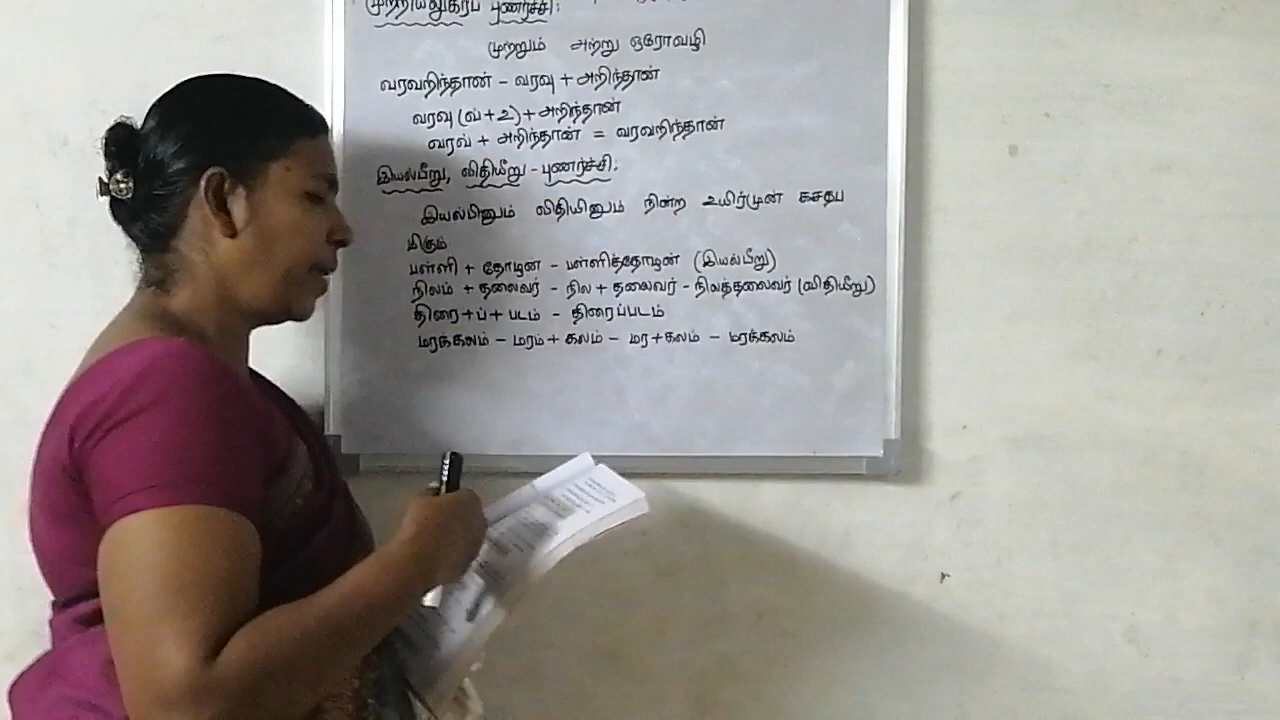 முற்றியலுகரப் புணர்ச்சி:
முற்றும் அற்று ஒரோவழி
வரவறிந்தான் - வரவு + அறிந்தான்
வரவு (வ்+உ) + அறிந்தான்
வரவ் + அறிந்தான் = வரவறிந்தான்
இயல்பீறு, விதியீறு - புணர்ச்சி:
இயல்பினும் விதியினும் நின்ற உயிர்முன் கசதப
மிகும்
பள்ளி + தோழன் - பள்ளித்தோழன் (இயல்பீறு)
நிலம் + தலைவர் - நில + தலைவர் - நிலத்தலைவர் (விதியீறு)
திரை + ப் + படம் - திரைப்படம்
மரக்கலம் - மரம் + கலம் - மர + கலம் - மரக்கலம்